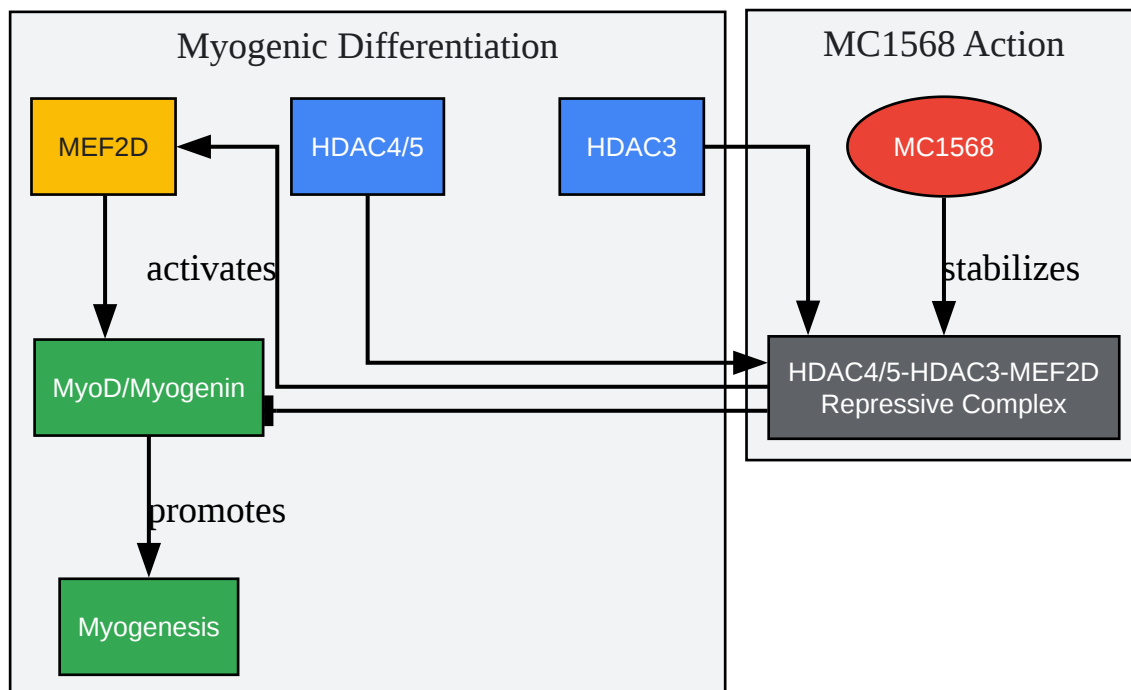 Myogenic Differentiation
MC1568 Action
MEF2D
HDAC4/5
HDAC3
MC1568
activates
stabilizes
MyoD/Myogenin
HDAC4/5-HDAC3-MEF2D
Repressive Complex
promotes
Myogenesis